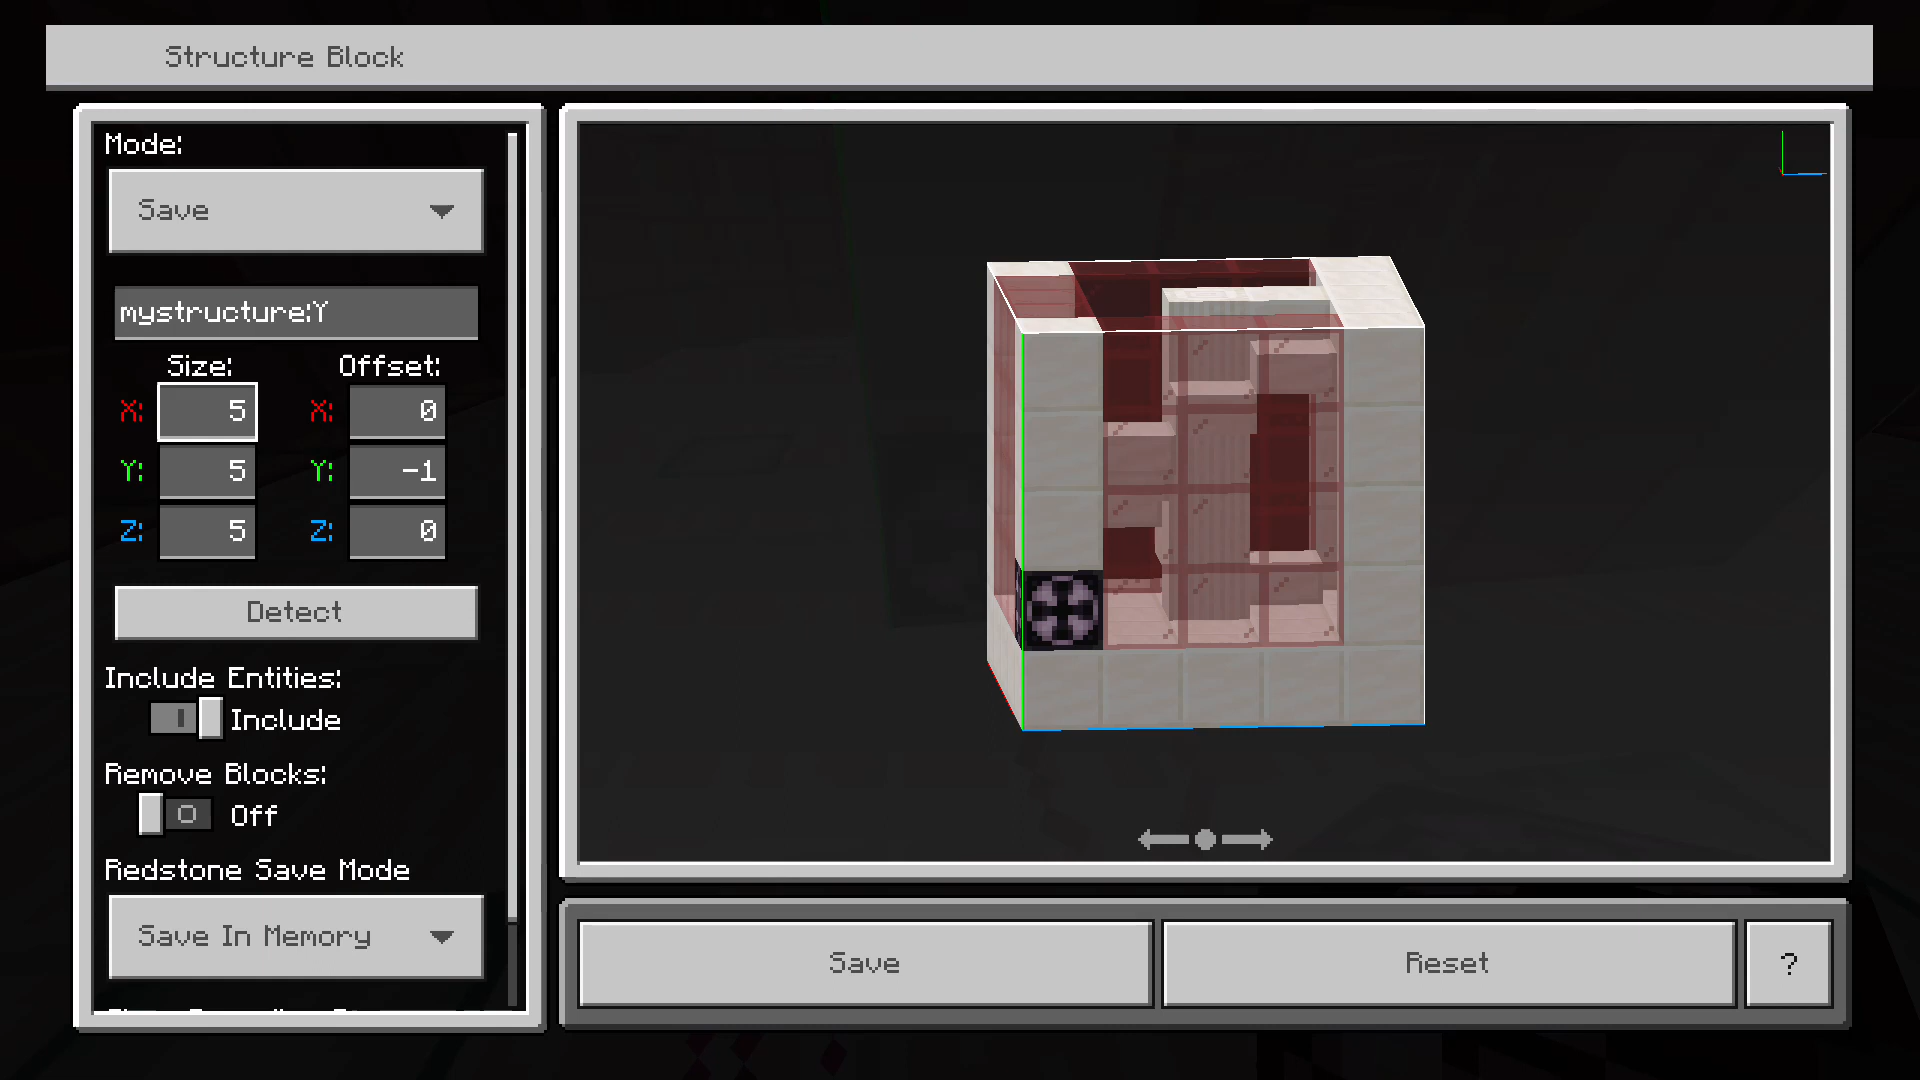 Structure Block
Mode:
Save
mystructure:Y
Size: Offset:
X: 5 X: 0
Y: 5 Y: -1
Z: 5 Z: 0
Detect
Include Entities:
Include
Remove Blocks:
Off
Redstone Save Mode
Save In Memory
Save Reset ?